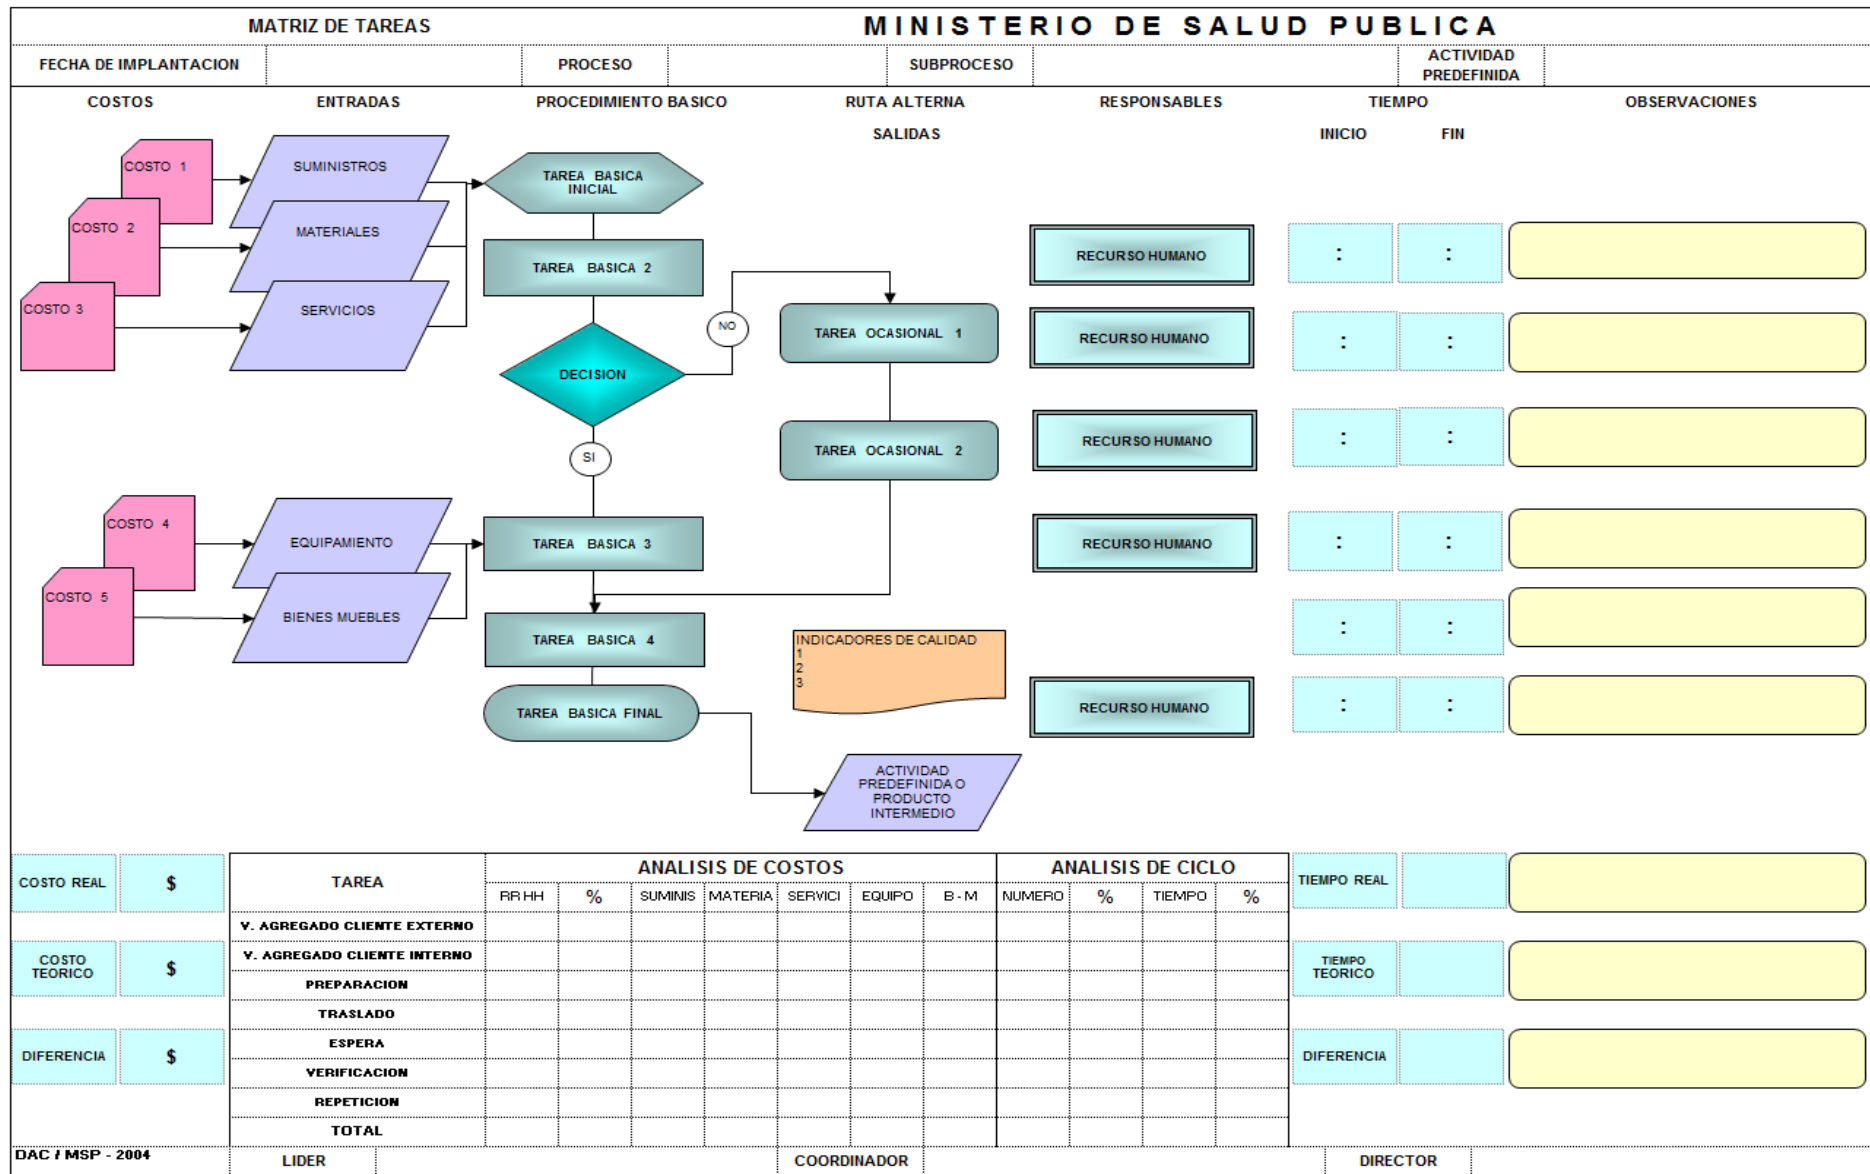 MATRIZ DE TAREAS
MINISTERIO DE SALUD PUBLICA
FECHA DE IMPLANTACION
PROCESO
SUBPROCESO
ACTIVIDAD
PREDEFINIDA
COSTOS
ENTRADAS
PROCEDIMIENTO BASICO
RUTA ALTERNA
RESPONSABLES
TIEMPO
OBSERVACIONES
SALIDAS
INICIO
FIN
COSTO 1
SUMINISTROS
TAREA BASICA
INICIAL
COSTO 2
MATERIALES
TAREA BASICA 2
RECURSO HUMANO
:
:
COSTO 3
SERVICIOS
NO
TAREA OCASIONAL 1
RECURSO HUMANO
:
:
DECISION
SI
TAREA OCASIONAL 2
RECURSO HUMANO
:
:
COSTO 4
EQUIPAMIENTO
TAREA BASICA 3
RECURSO HUMANO
:
:
COSTO 5
BIENES MUEBLES
TAREA BASICA 4
INDICADORES DE CALIDAD
1
2
3
:
:
TAREA BASICA FINAL
RECURSO HUMANO
:
:
ACTIVIDAD
PREDEFINIDA O
PRODUCTO
INTERMEDIO
COSTO REAL
$
TAREA
ANALISIS DE COSTOS
ANALISIS DE CICLO
TIEMPO REAL
RR HH
%
SUMINIS
MATERIA
SERVICI
EQUIPO
B - M
NUMERO
%
TIEMPO
%
V. AGREGADO CLIENTE EXTERNO
COSTO
TEORICO
$
V. AGREGADO CLIENTE INTERNO
TIEMPO
TEORICO
PREPARACION
TRASLADO
DIFERENCIA
$
ESPERA
DIFERENCIA
VERIFICACION
REPETICION
TOTAL
DAC / MSP - 2004
LIDER
COORDINADOR
DIRECTOR